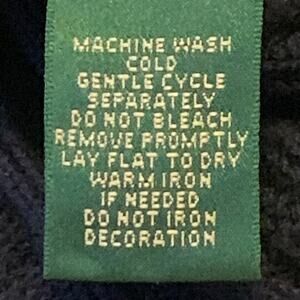 MACHINE WASH
COLD
GENTLE CYCLE
SEPARATELY
DO NOT BLEACH
REMOVE PROMPTLY
LAY FLAT TO DRY
WARM IRON
IF NEEDED
DO NOT IRON
DECORATION